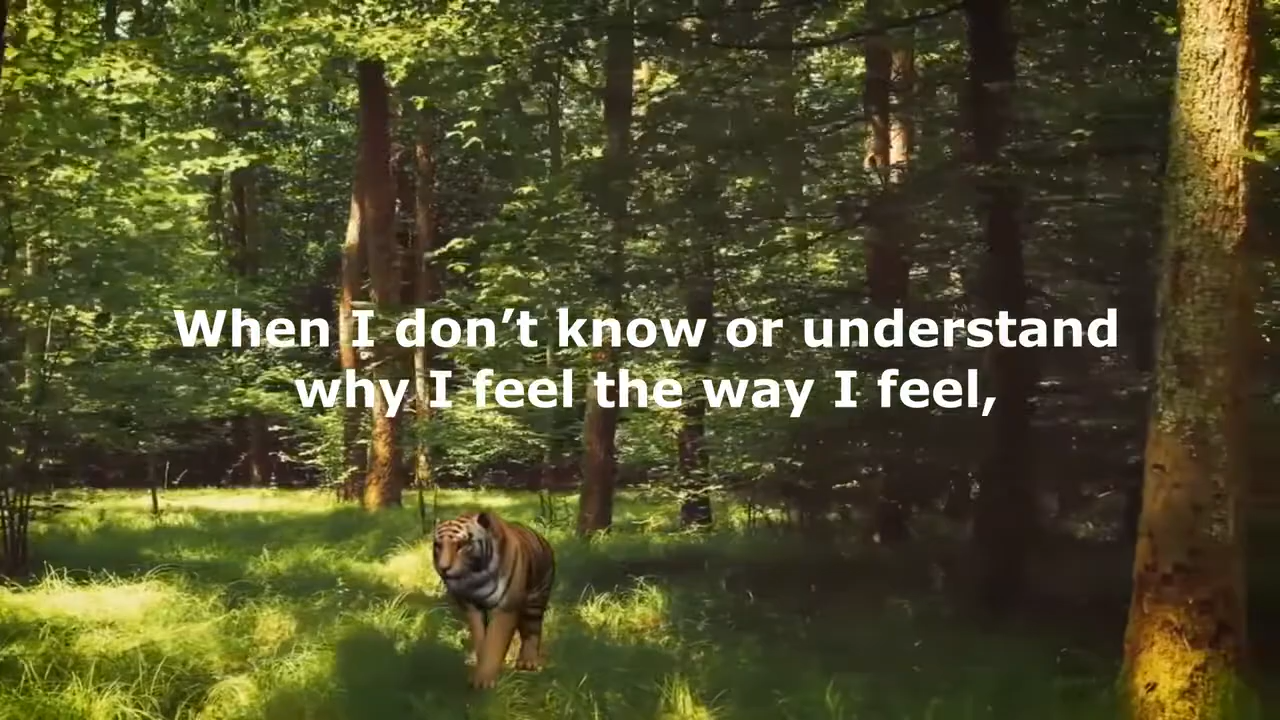 When I don’t know or understand
why I feel the way I feel,